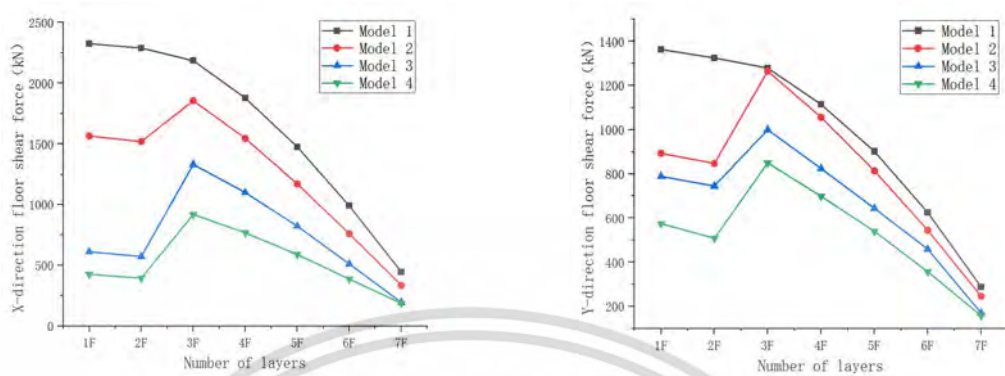 X-direction floor shear force (kN)
2500
2000
1500
1000
500
0
1F 2F 3F 4F 5F 6F 7F
Number of layers
Model 1
Model 2
Model 3
Model 4
Y-direction floor shear force (kN)
1400
1200
1000
800
600
400
200
1F 2F 3F 4F 5F 6F 7F
Number of layers
Model 1
Model 2
Model 3
Model 4